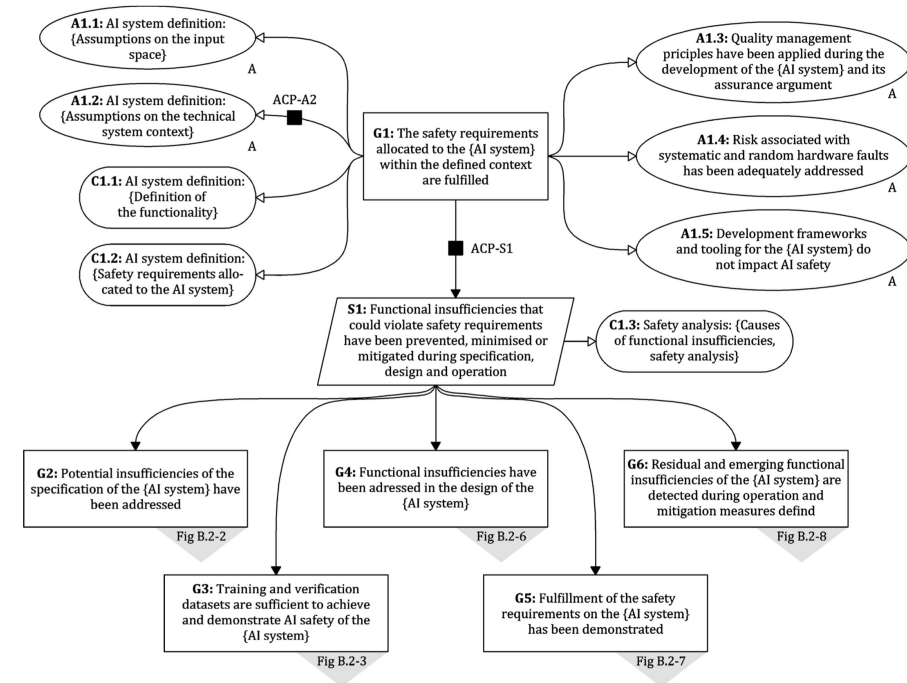 A1.1: AI system definition:
{Assumptions on the input
space}
A
A1.2: AI system definition:
{Assumptions on the technical
system context}
A
ACP-A2
C1.1: AI system definition:
{Definition of
the functionality}
C1.2: AI system definition:
{Safety requirements allo-
cated to the AI system}
G1: The safety requirements
allocated to the {AI system}
within the defined context
are fulfilled
A1.3: Quality management
priciples have been applied during the
development of the {AI system} and its
assurance argument
A
A1.4: Risk associated with
systematic and random hardware faults
has been adequately addressed
A
A1.5: Development frameworks
and tooling for the {AI system} do
not impact AI safety
A
ACP-S1
S1: Functional insufficiencies that
could violate safety requirements
have been prevented, minimised or
mitigated during specification,
design and operation
C1.3: Safety analysis: {Causes
of functional insufficiencies,
safety analysis}
G2: Potential insufficiencies of the
specification of the {AI system} have
been addressed
Fig B.2-2
G4: Functional insufficiencies have
been adressed in the design of the
{AI system}
Fig B.2-6
G6: Residual and emerging functional
insufficiencies of the {AI system} are
detected during operation and
mitigation measures defind
Fig B.2-8
G3: Training and verification
datasets are sufficient to achieve
and demonstrate AI safety of the
{AI system}
Fig B.2-3
G5: Fulfillment of the safety
requirements on the {AI system}
has been demonstrated
Fig B.2-7